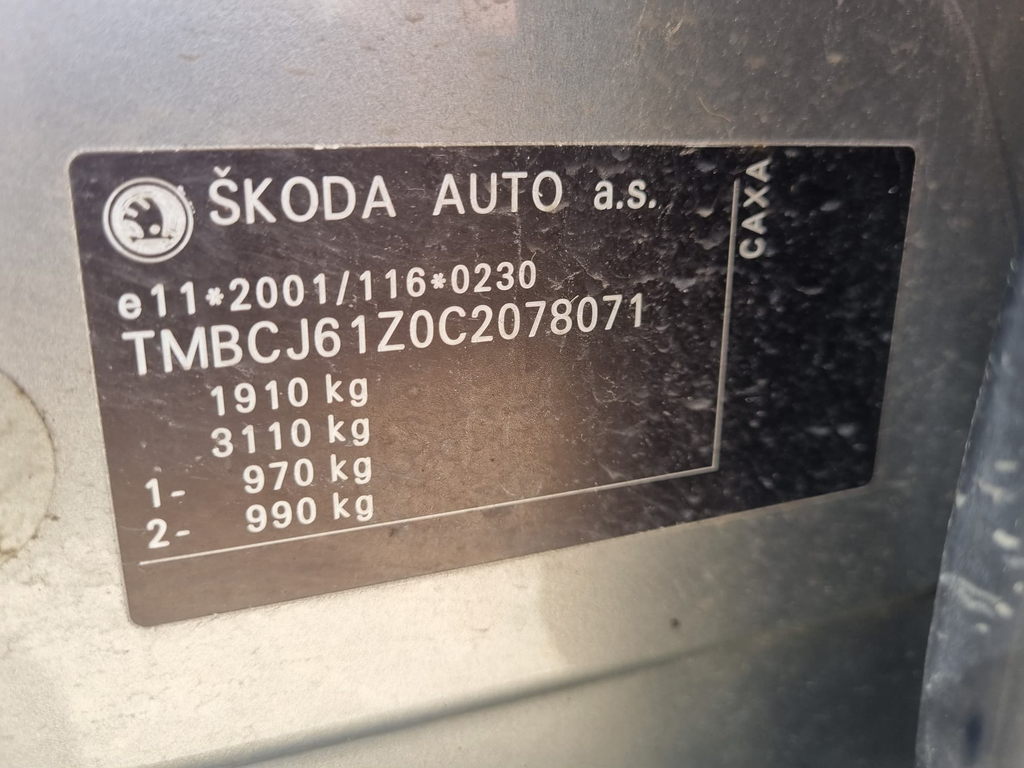 ŠKODA AUTO a.s.
CAXA
e11*2001/116*0230
TMBCJ61Z0C2078071
1910 kg
3110 kg
1- 970 kg
2- 990 kg